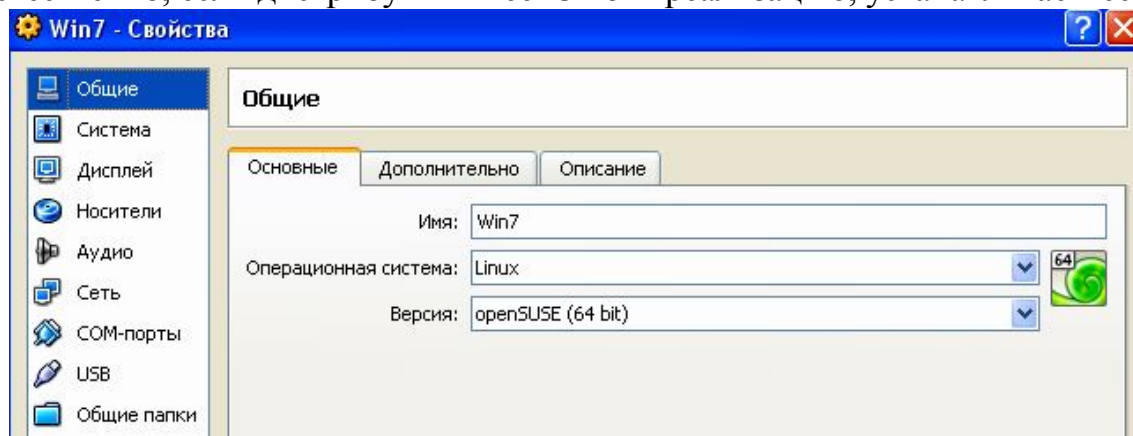 Win7 - Свойства
Общие
Система
Дисплей
Носители
Аудио
Сеть
COM-порты
USB
Общие папки
Общие
Основные Дополнительно Описание
Имя: Win7
Операционная система: Linux
64
Версия: openSUSE (64 bit)